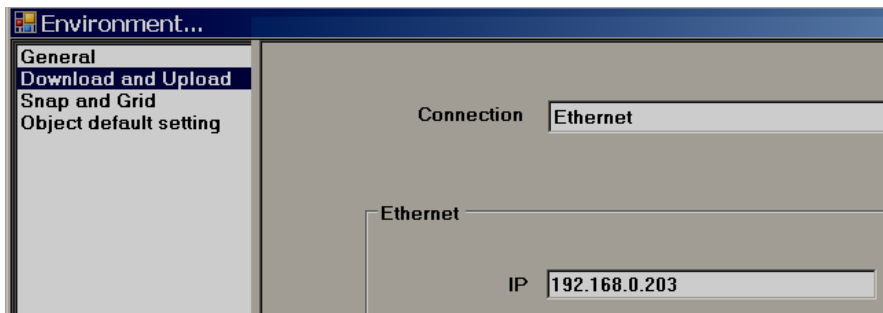 Environment...
General
Download and Upload
Snap and Grid
Object default setting
Connection
Ethernet
Ethernet
IP
192.168.0.203